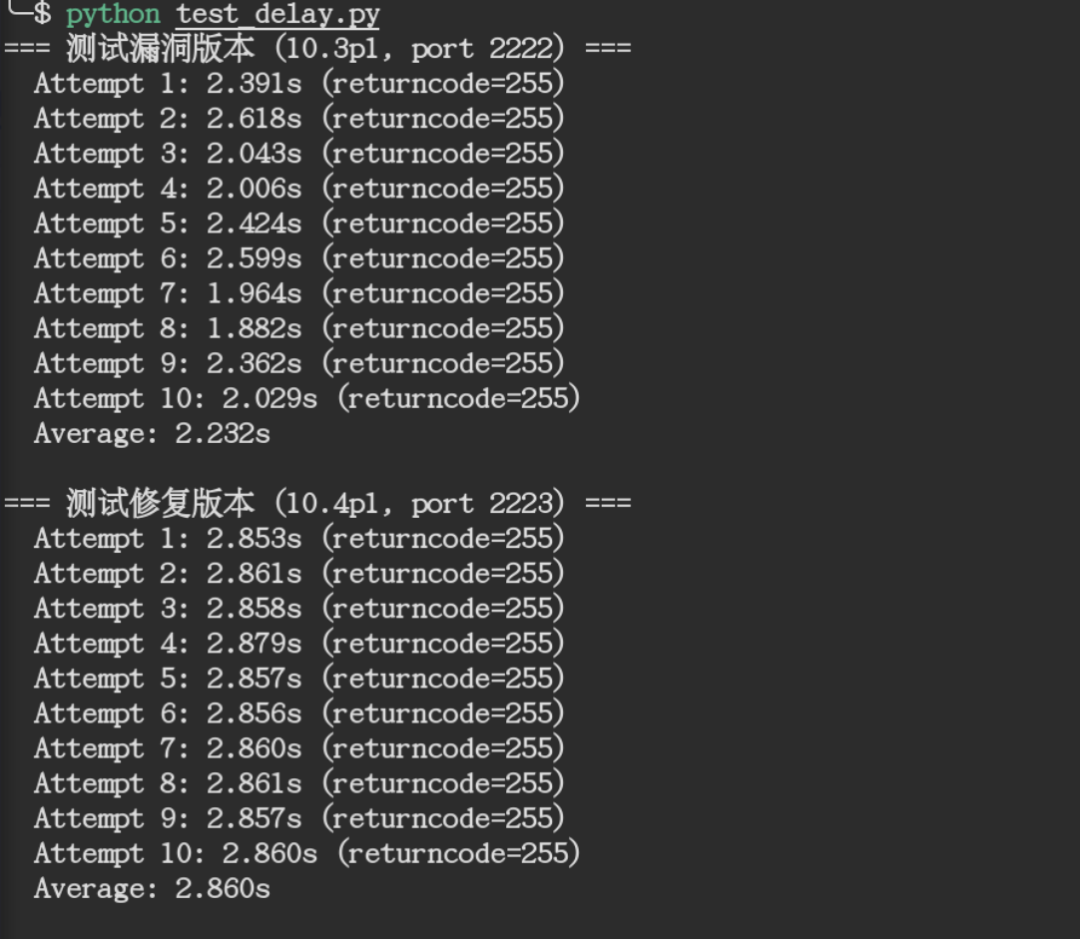 └─$ python test_delay.py
=== 测试漏洞版本 (10.3p1, port 2222) ===
Attempt 1: 2.391s (returncode=255)
Attempt 2: 2.618s (returncode=255)
Attempt 3: 2.043s (returncode=255)
Attempt 4: 2.006s (returncode=255)
Attempt 5: 2.424s (returncode=255)
Attempt 6: 2.599s (returncode=255)
Attempt 7: 1.964s (returncode=255)
Attempt 8: 1.882s (returncode=255)
Attempt 9: 2.362s (returncode=255)
Attempt 10: 2.029s (returncode=255)
Average: 2.232s
=== 测试修复版本 (10.4p1, port 2223) ===
Attempt 1: 2.853s (returncode=255)
Attempt 2: 2.861s (returncode=255)
Attempt 3: 2.858s (returncode=255)
Attempt 4: 2.879s (returncode=255)
Attempt 5: 2.857s (returncode=255)
Attempt 6: 2.856s (returncode=255)
Attempt 7: 2.860s (returncode=255)
Attempt 8: 2.861s (returncode=255)
Attempt 9: 2.857s (returncode=255)
Attempt 10: 2.860s (returncode=255)
Average: 2.860s